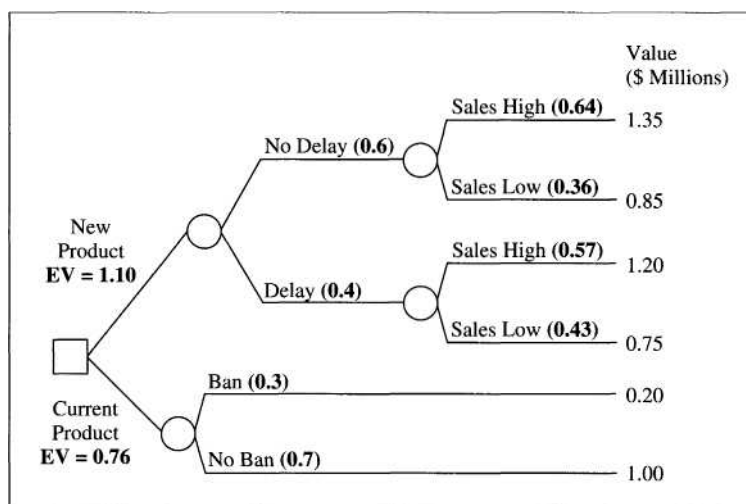 Value
($ Millions)
Sales High (0.64)
1.35
No Delay (0.6)
Sales Low (0.36)
0.85
New
Product
EV = 1.10
Sales High (0.57)
1.20
Delay (0.4)
Sales Low (0.43)
0.75
Ban (0.3)
0.20
Current
Product
EV = 0.76
No Ban (0.7)
1.00